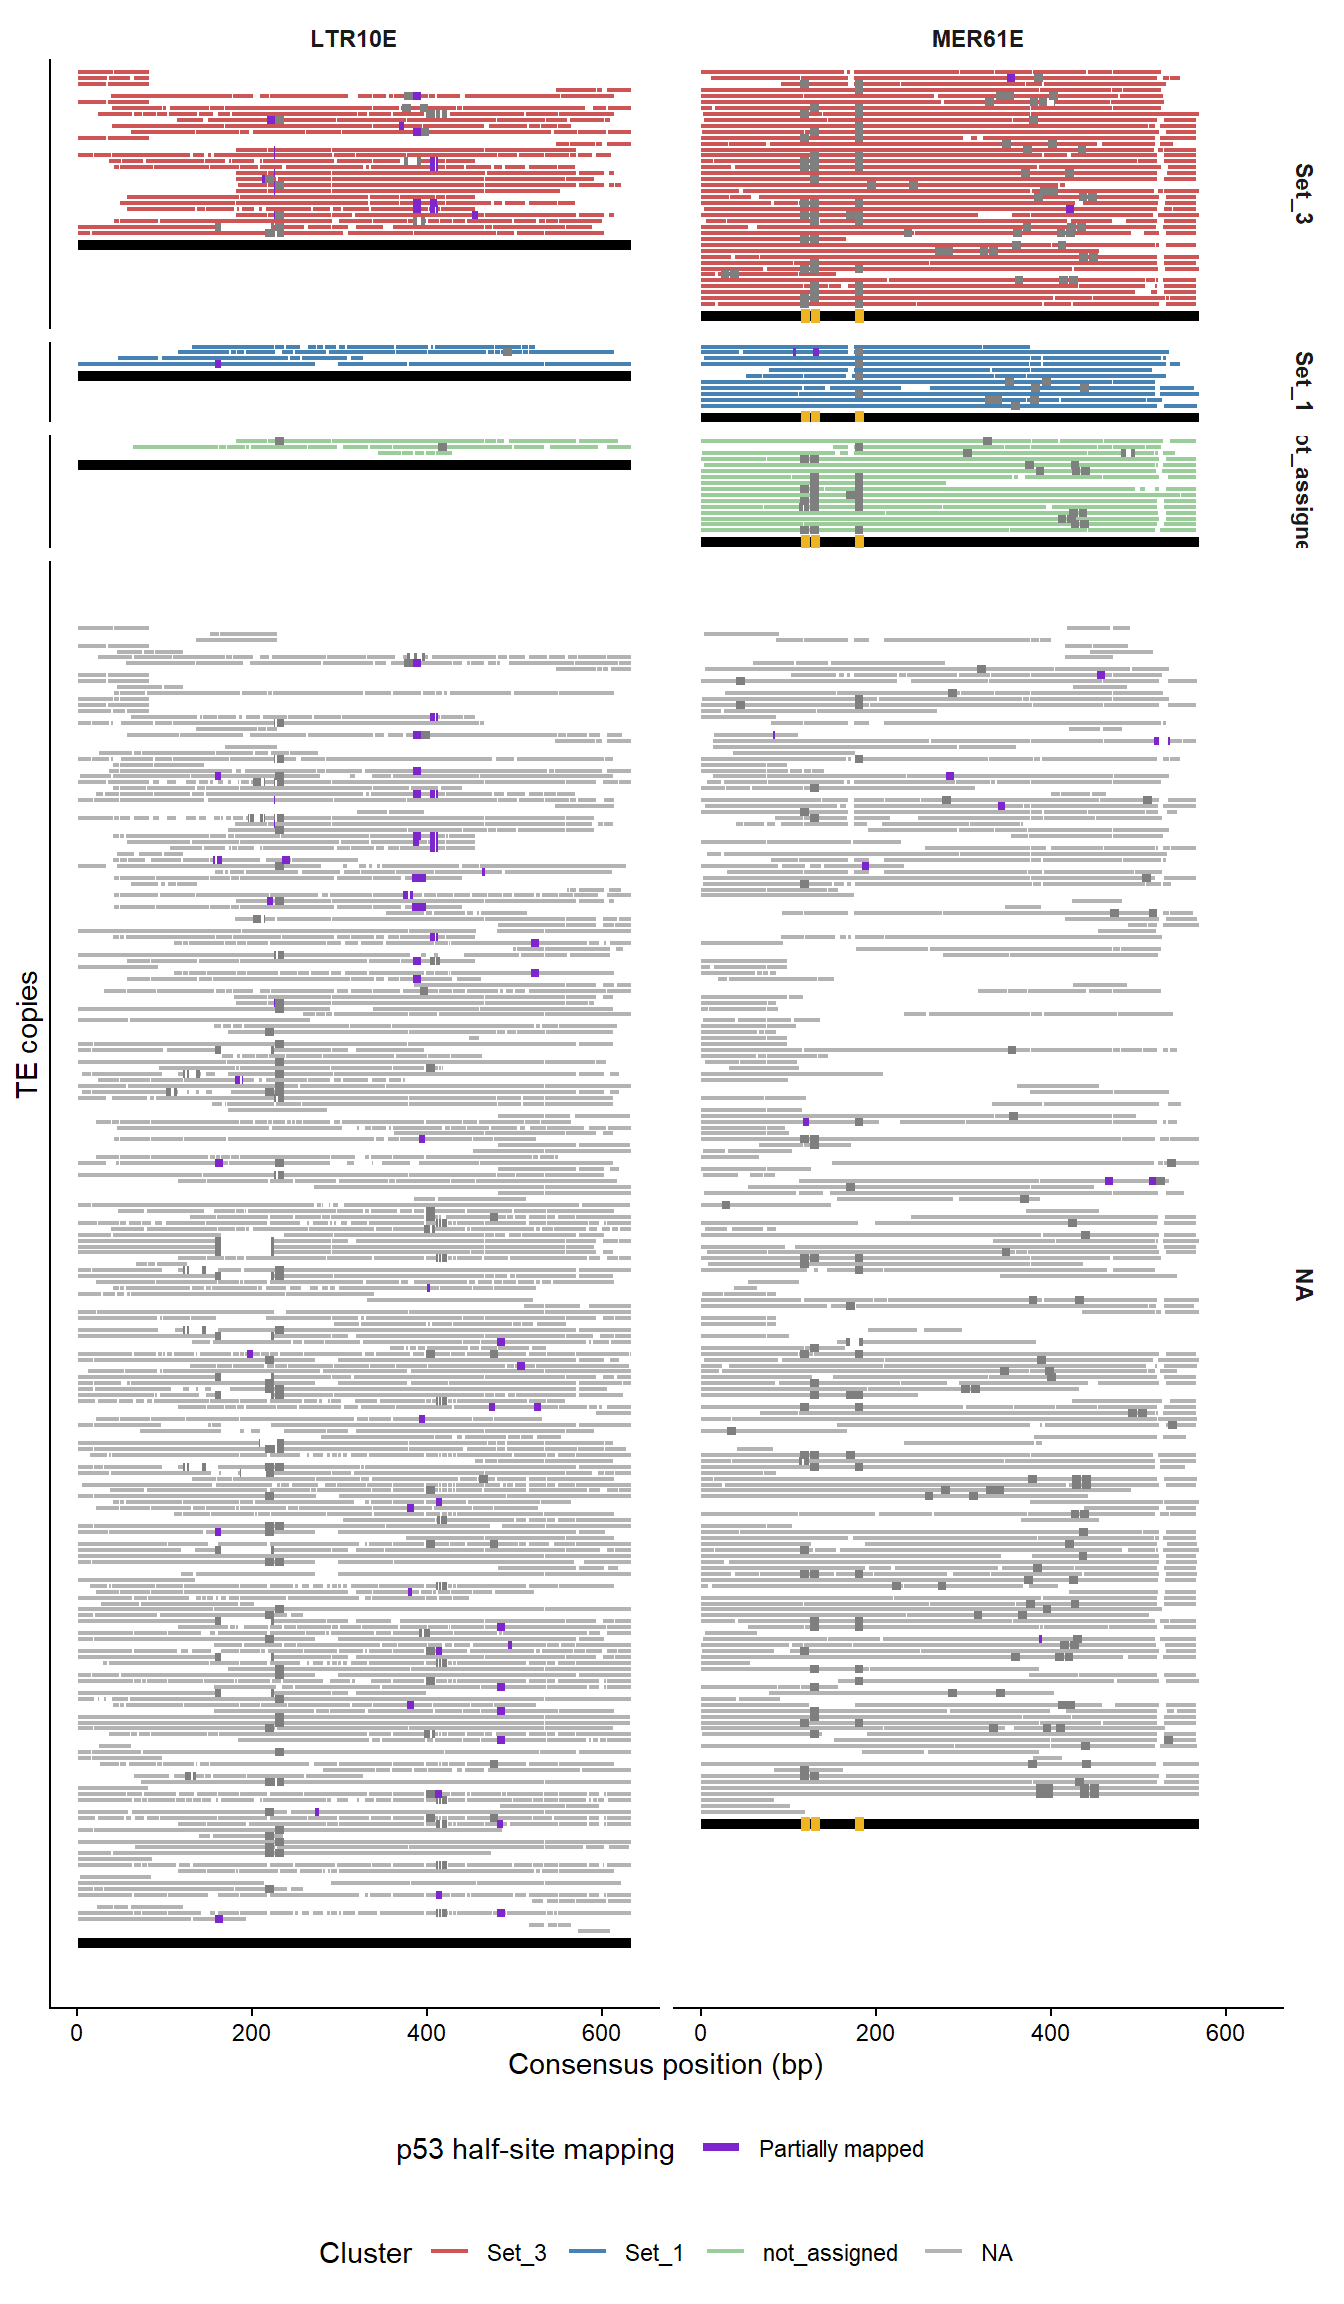 LTR10E
MER61E
Set_3
Set_1
ot_assigne
NA
TE copies
0 200 400 600
0 200 400 600
Consensus position (bp)
p53 half-site mapping
Partially mapped
Cluster
Set_3
Set_1
not_assigned
NA